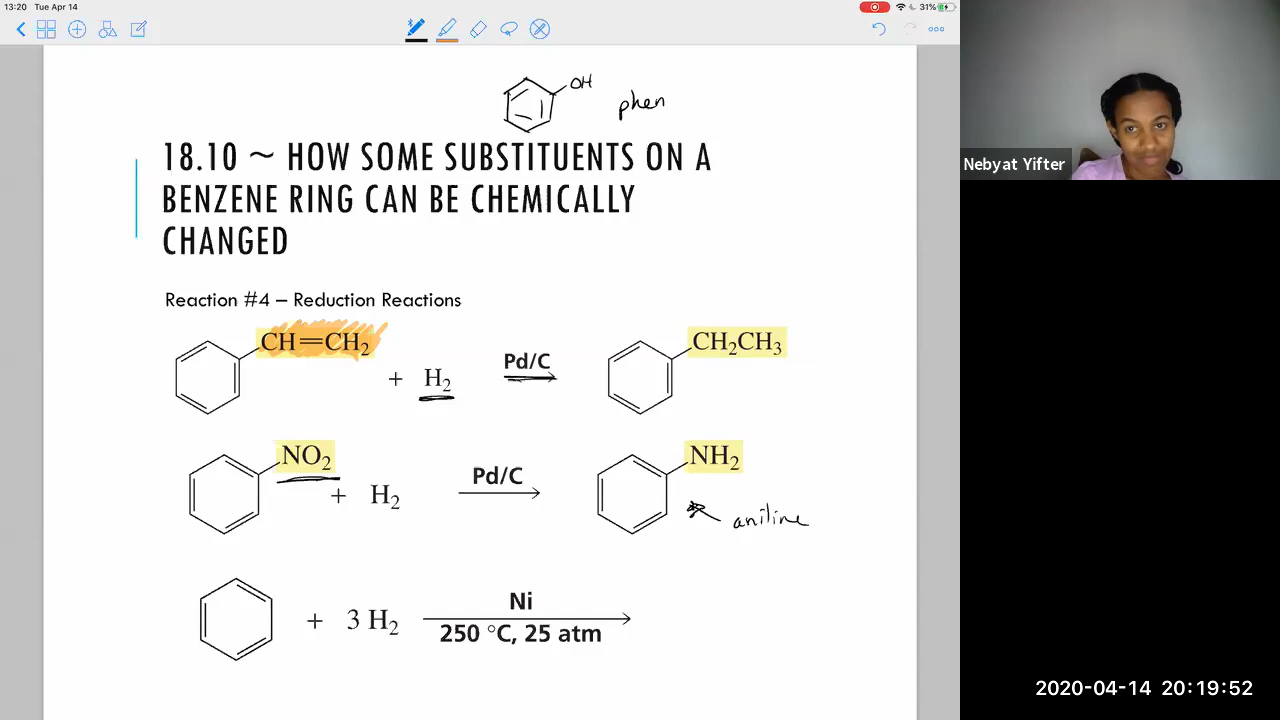 13:20 Tue Apr 14
31%
OH
phen
18.10 ~ HOW SOME SUBSTITUENTS ON A
BENZENE RING CAN BE CHEMICALLY
CHANGED
Nebyat Yifter
Reaction #4 – Reduction Reactions
CH=CH₂
+ H₂
Pd/C
CH₂CH₃
NO₂
+ H₂
Pd/C
NH₂
aniline
+ 3 H₂
Ni
250 °C, 25 atm
2020-04-14 20:19:52